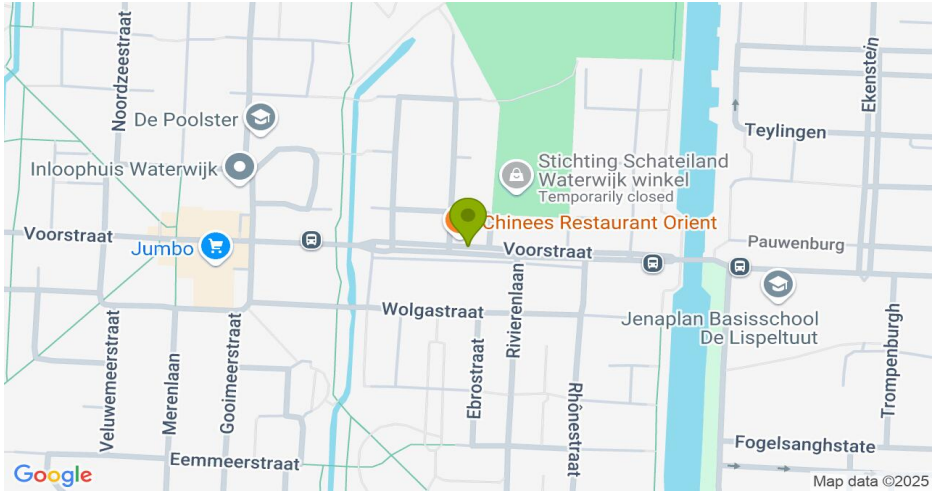 Noordzeestraat
De Poolster
Inloophuis Waterwijk
Voorstraat
Jumbo
Stichting Schateiland
Waterwijk winkel
Temporarily closed
Chinees Restaurant Orient
Voorstraat
Teylingen
Ekenstein
Pauwenburg
Jenaplan Basisschool
De Lispeltuut
Wolgastraat
Veluwemeerstraat
Merenlaan
Gooimeerstraat
Ebrostraat
Rivierenlaan
Rhônestraat
Trompenburgh
Eemmeerstraat
Fogelsanghstate
Google
Map data ©2025